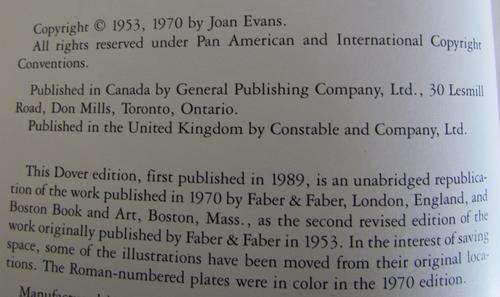 Copyright © 1953, 1970 by Joan Evans.
All rights reserved under Pan American and International Copyright
Conventions.
Published in Canada by General Publishing Company, Ltd., 30 Lesmill
Road, Don Mills, Toronto, Ontario.
Published in the United Kingdom by Constable and Company, Ltd.
This Dover edition, first published in 1989, is an unabridged republica-
tion of the work published in 1970 by Faber & Faber, London, England, and
Boston Book and Art, Boston, Mass., as the second revised edition of the
work originally published by Faber & Faber in 1953. In the interest of saving
space, some of the illustrations have been moved from their original loca-
tions. The Roman-numbered plates were in color in the 1970 edition.